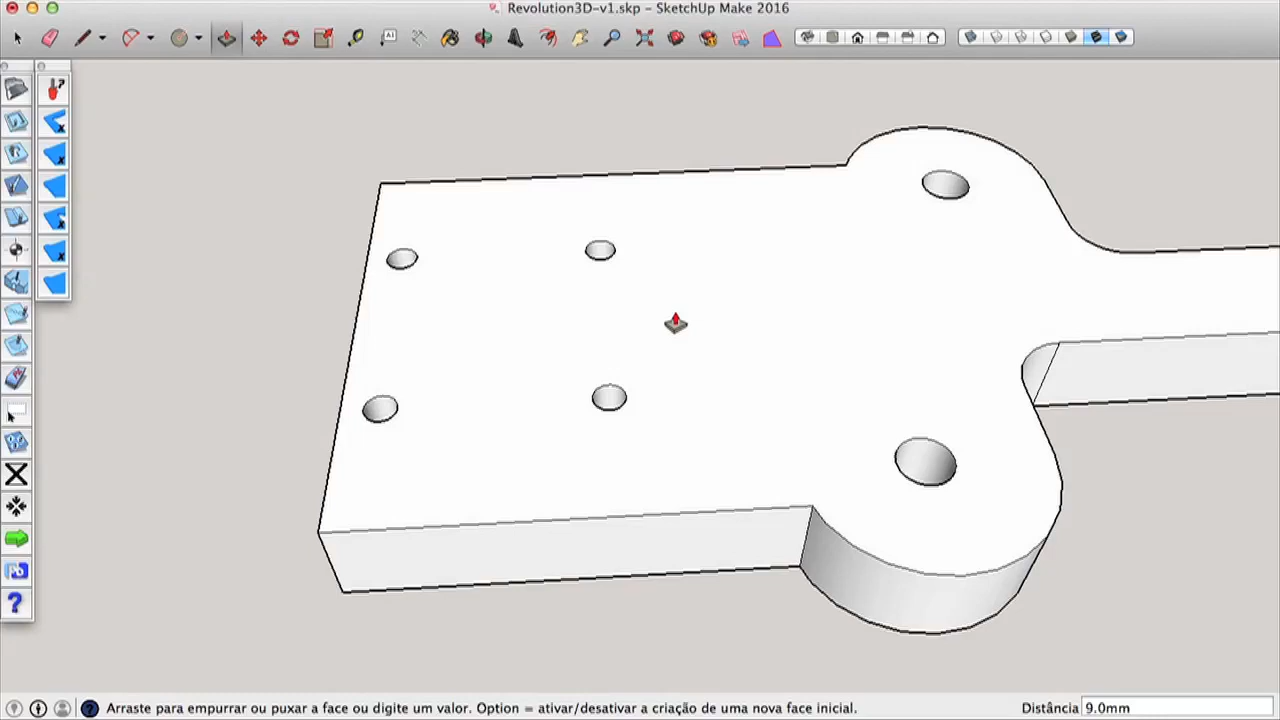 Revolution3D-v1.skp - SketchUp Make 2016
Arraste para empurrar ou puxar a face ou digite um valor. Option = ativar/desativar a criação de uma nova face inicial.
Distância 9.0mm